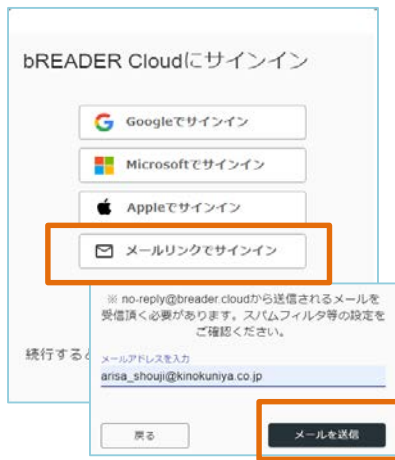 bREADER Cloudにサインイン
Googleでサインイン
Microsoftでサインイン
Appleでサインイン
メールリンクでサインイン
※ no-reply@breader.cloudから送信されるメールを
受信頂く必要があります。スパムフィルタ等の設定を
ご確認ください。
続行すると
メールアドレスを入力
arisa_shouji@kinokuniya.co.jp
戻る
メールを送信